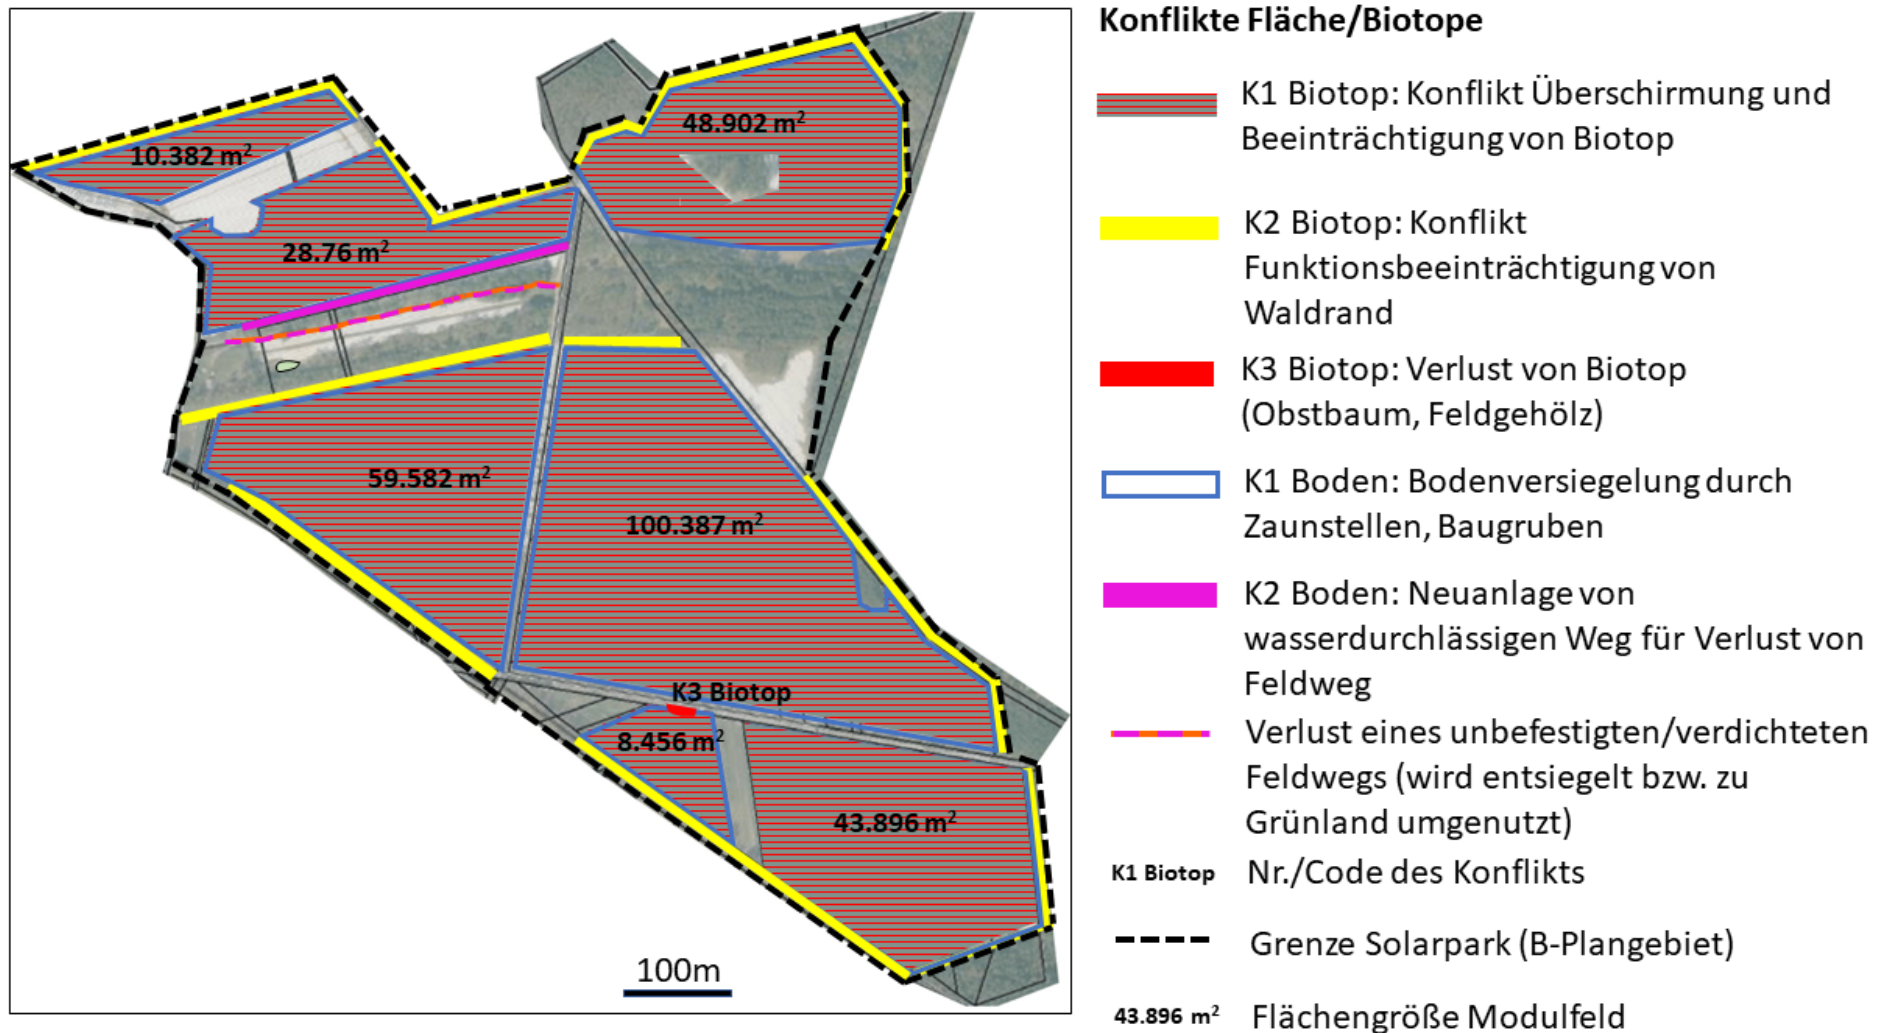 Konflikte Fläche/Biotope
K1 Biotop: Konflikt Überschirmung und
Beeinträchtigung von Biotop
K2 Biotop: Konflikt
Funktionsbeeinträchtigung von
Waldrand
K3 Biotop: Verlust von Biotop
(Obstbaum, Feldgehölz)
K1 Boden: Bodenversiegelung durch
Zaunstellen, Baugruben
K2 Boden: Neuanlage von
wasserdurchlässigen Weg für Verlust von
Feldweg
Verlust eines unbefestigten/verdichteten
Feldwegs (wird entsiegelt bzw. zu
Grünland umgenutzt)
K1 Biotop Nr./Code des Konflikts
Grenze Solarpark (B-Plangebiet)
43.896 m² Flächengröße Modulfeld
48.902 m²
10.382 m²
28.76 m²
59.582 m²
100.387 m²
K3 Biotop
8.456 m²
43.896 m²
100m